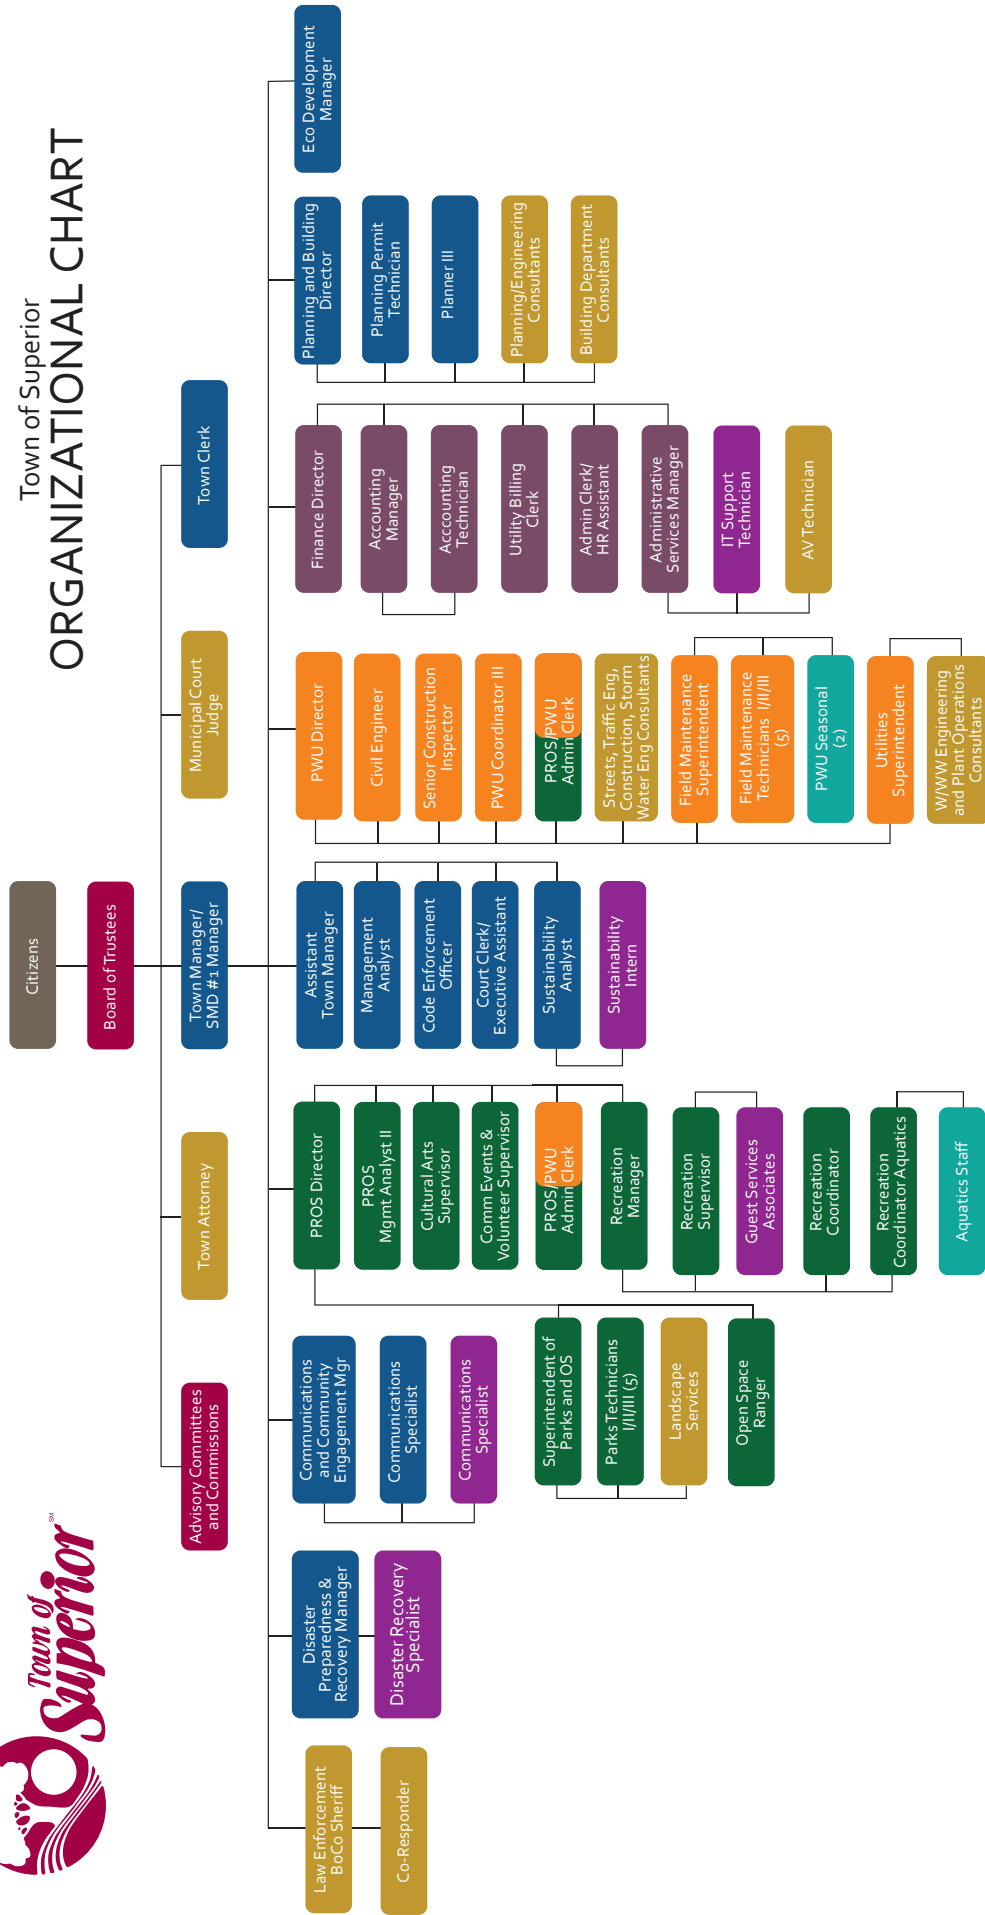 Town of
Superior
SM
Town of Superior
ORGANIZATIONAL CHART
Citizens
Board of Trustees
Advisory Committees
and Commissions
Town Attorney
Town Manager/
SMD #1 Manager
Municipal Court
Judge
Town Clerk
Law Enforcement
BoCo Sheriff
Co-Responder
Disaster
Preparedness &
Recovery Manager
Disaster Recovery
Specialist
Communications
and Community
Engagement Mgr
Communications
Specialist
Communications
Specialist
PROS Director
PROS
Mgmt Analyst II
Cultural Arts
Supervisor
Comm Events &
Volunteer Supervisor
PROS/PWU
Admin Clerk
Recreation
Manager
Recreation
Supervisor
Guest Services
Associates
Recreation
Coordinator
Recreation
Coordinator Aquatics
Aquatics Staff
Superintendent of
Parks and OS
Parks Technicians
I/II/III (5)
Landscape
Services
Open Space
Ranger
Assistant
Town Manager
Management
Analyst
Code Enforcement
Officer
Court Clerk/
Executive Assistant
Sustainability
Analyst
Sustainability
Intern
PWU Director
Civil Engineer
Senior Construction
Inspector
PWU Coordinator III
PROS/PWU
Admin Clerk
Streets, Traffic Eng,
Construction, Storm
Water Eng Consultants
Field Maintenance
Superintendent
Field Maintenance
Technicians I/II/III
(5)
PWU Seasonal
(2)
Utilities
Superintendent
W/WW Engineering
and Plant Operations
Consultants
Finance Director
Accounting
Manager
Acccounting
Technician
Utility Billing
Clerk
Admin Clerk/
HR Assistant
Administrative
Services Manager
IT Support
Technician
AV Technician
Planning and Building
Director
Planning Permit
Technician
Planner III
Planning/Engineering
Consultants
Building Department
Consultants
Eco Development
Manager